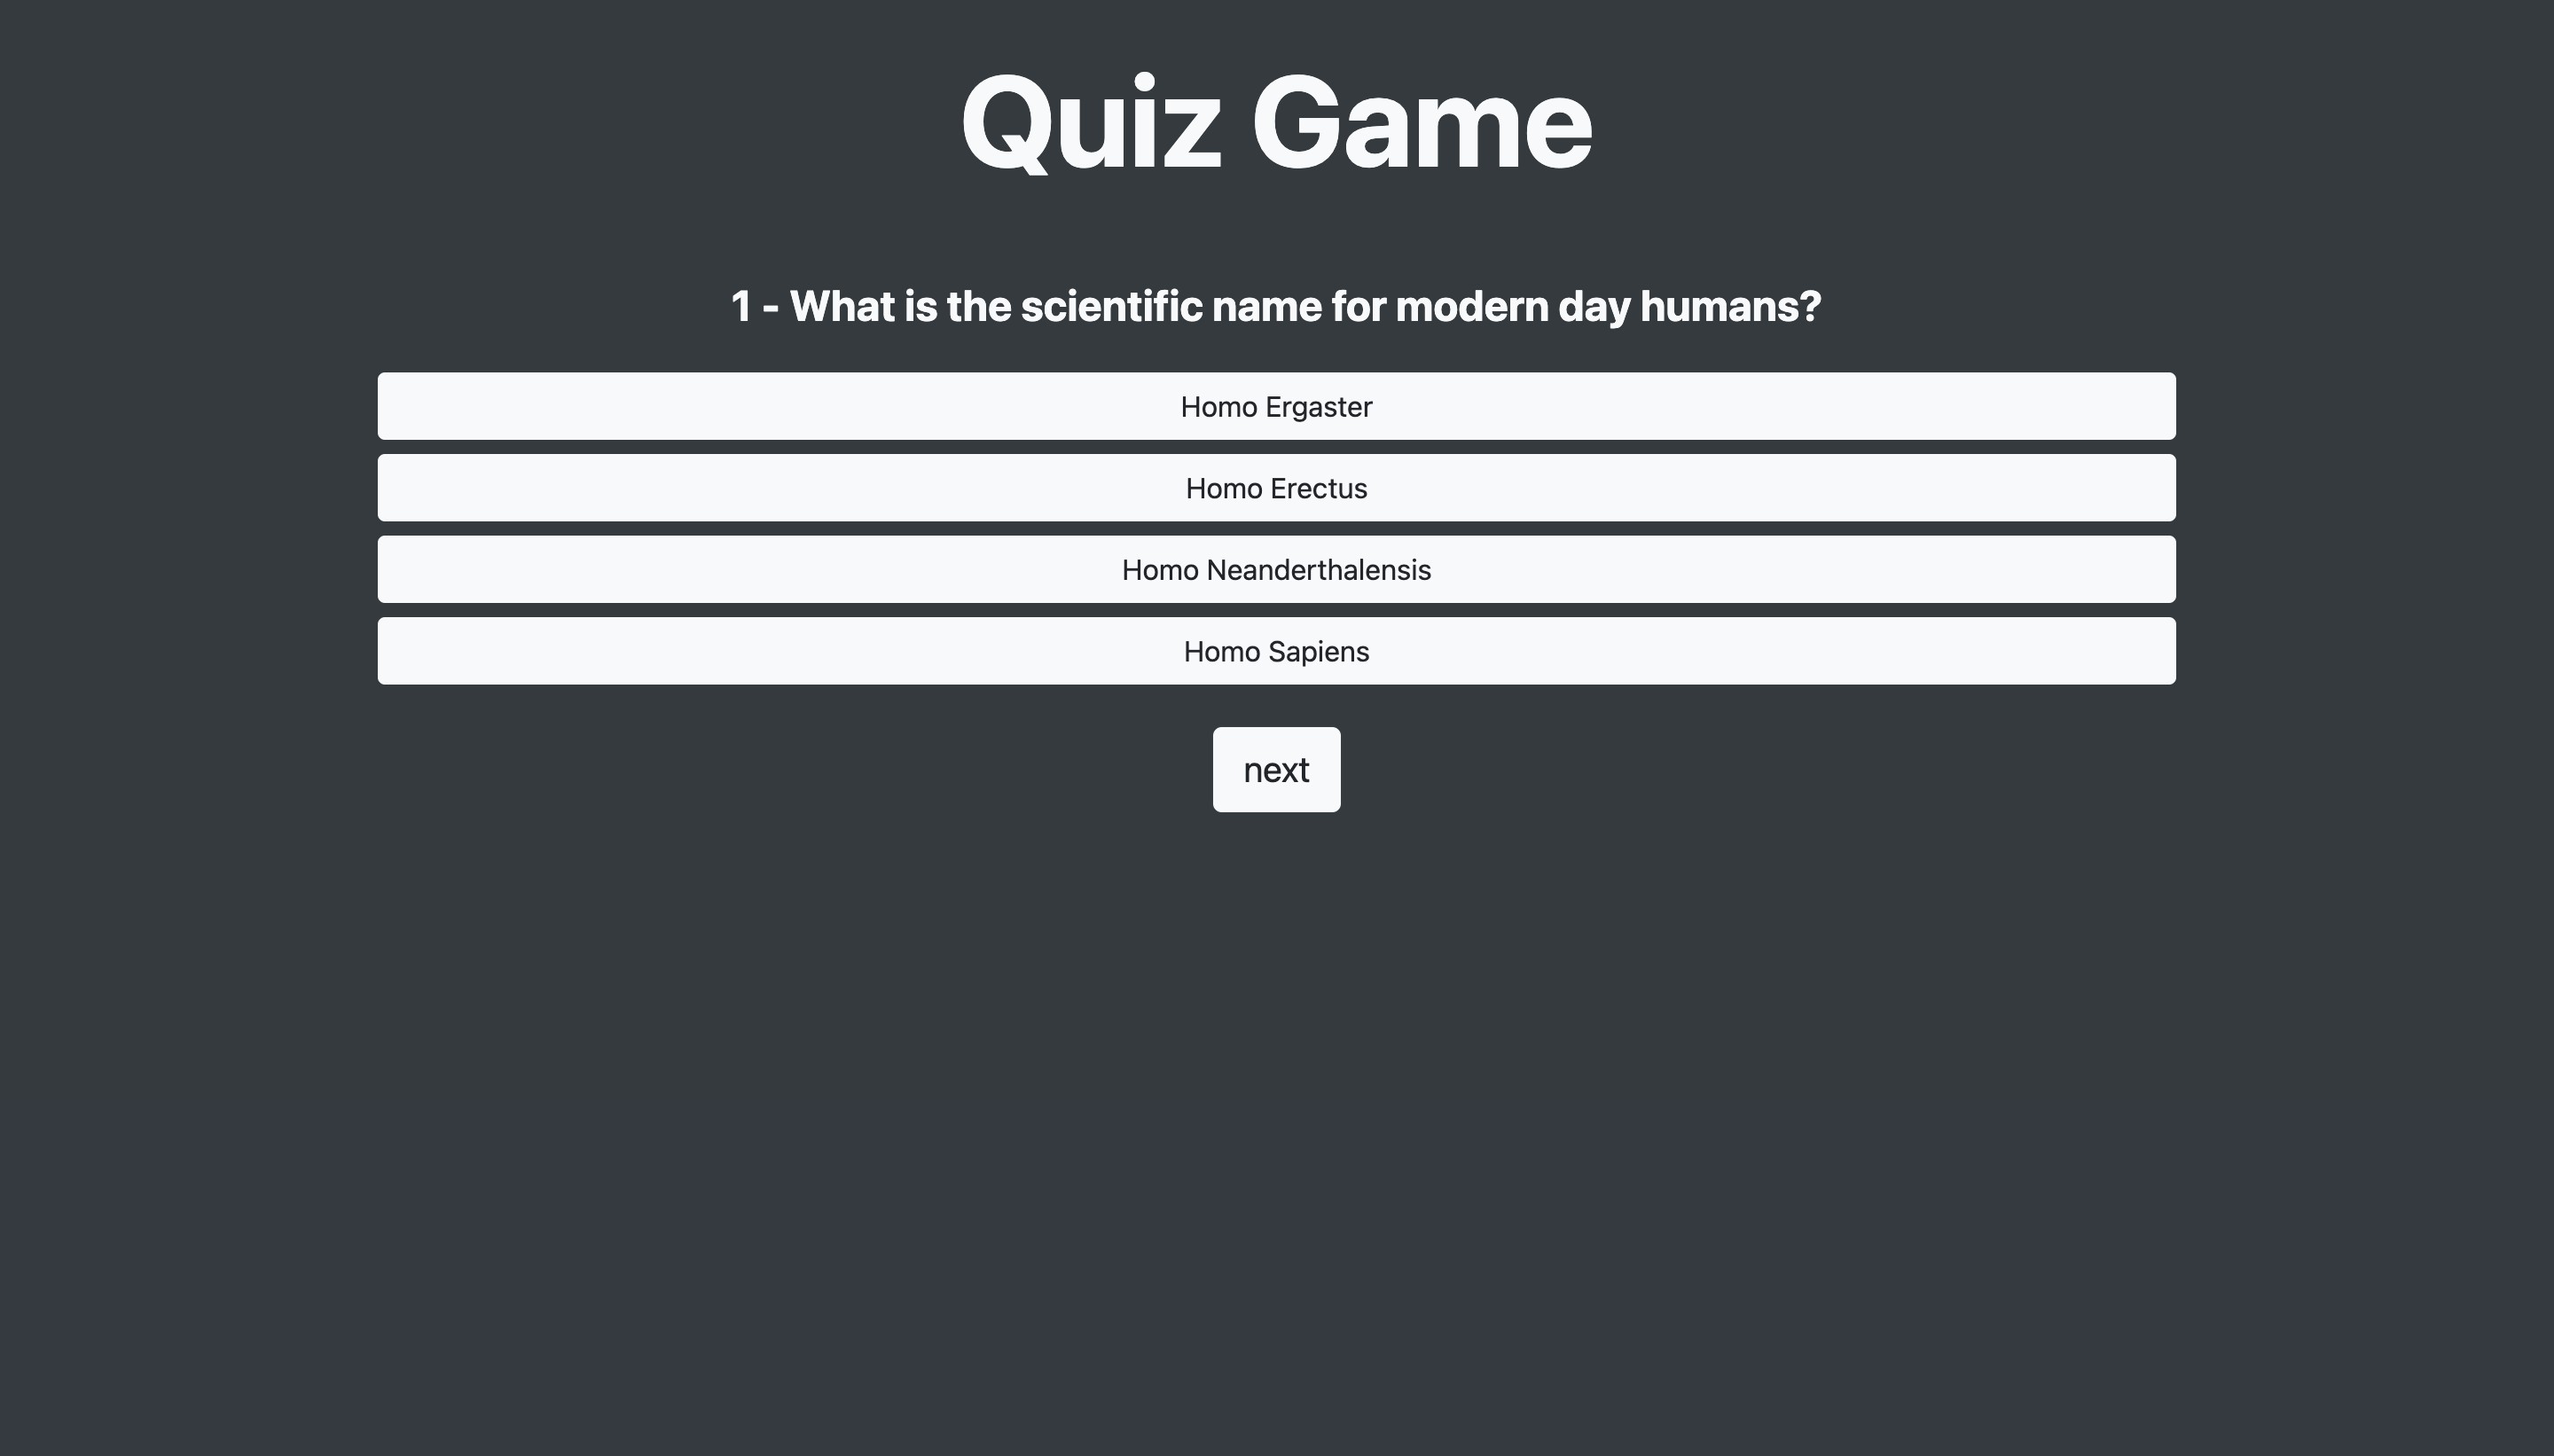 Quiz Game
1 - What is the scientific name for modern day humans?
Homo Ergaster
Homo Erectus
Homo Neanderthalensis
Homo Sapiens
next